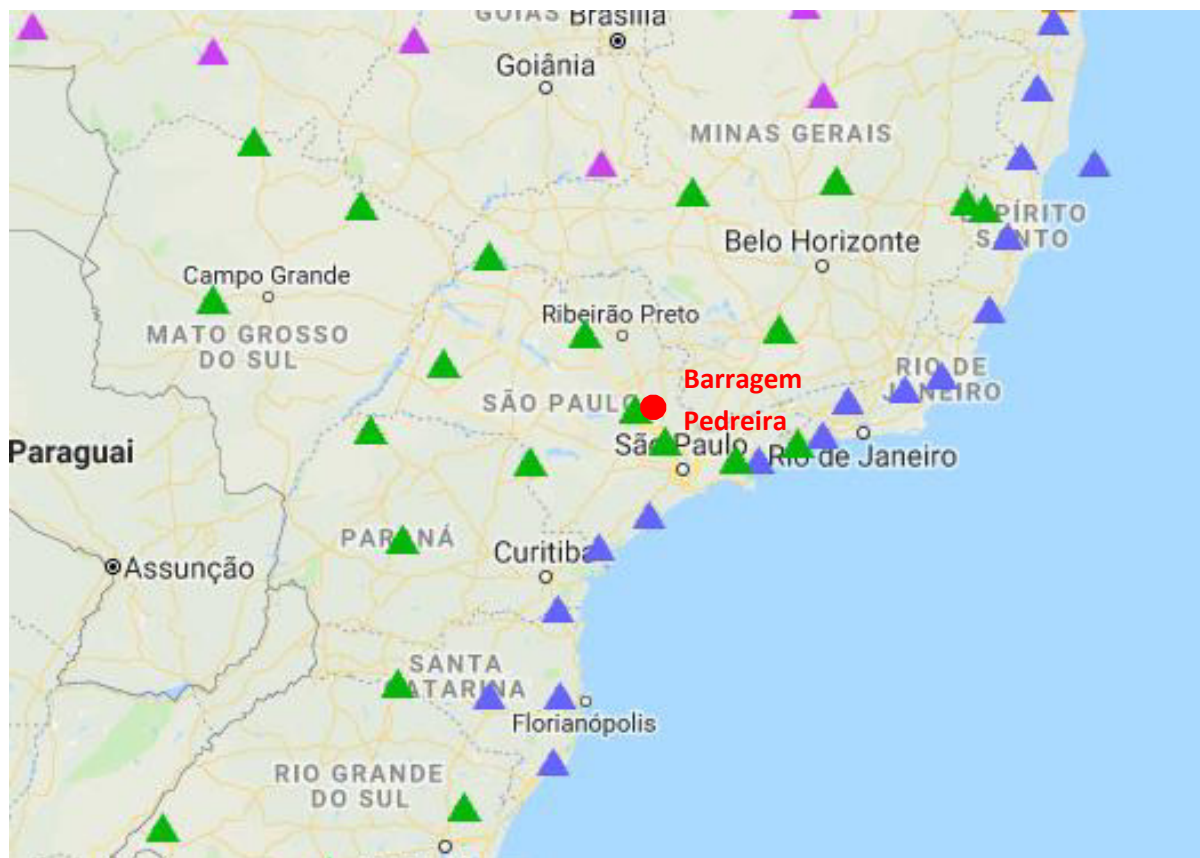 GOIÁS
Brasília
Goiânia
MINAS GERAIS
ESPÍRITO
SANTO
Belo Horizonte
Campo Grande
MATO GROSSO
DO SUL
Ribeirão Preto
RIO DE
JANEIRO
Barragem
Pedreira
SÃO PAULO
São Paulo
Rio de Janeiro
Paraguai
PARANÁ
Curitiba
Assunção
SANTA
CATARINA
Florianópolis
RIO GRANDE
DO SUL